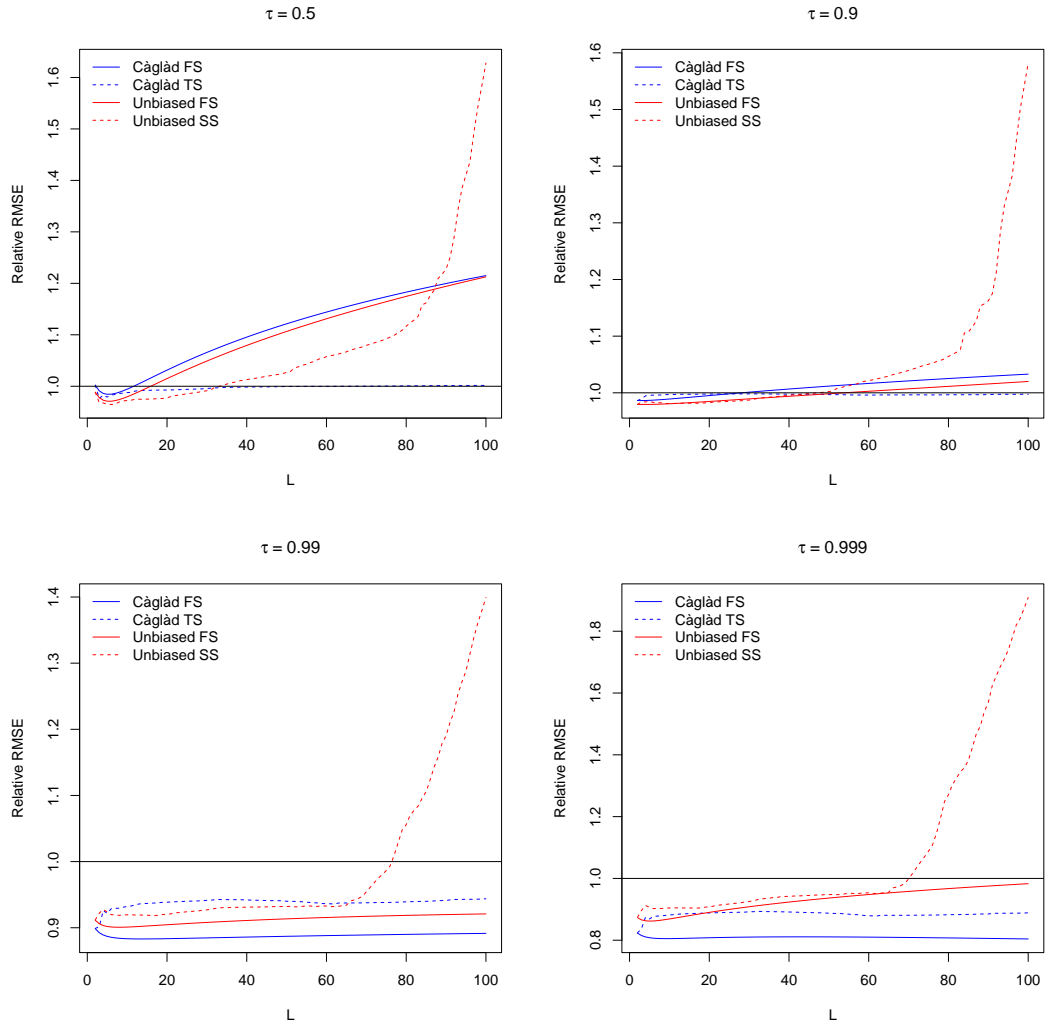 τ = 0.5
Càglàd FS
Càglàd TS
Unbiased FS
Unbiased SS
Relative RMSE
1.0
1.1
1.2
1.3
1.4
1.5
1.6
0 20 40 60 80 100
L
τ = 0.9
Càglàd FS
Càglàd TS
Unbiased FS
Unbiased SS
Relative RMSE
1.0
1.1
1.2
1.3
1.4
1.5
1.6
0 20 40 60 80 100
L
τ = 0.99
Càglàd FS
Càglàd TS
Unbiased FS
Unbiased SS
Relative RMSE
0.9
1.0
1.1
1.2
1.3
1.4
0 20 40 60 80 100
L
τ = 0.999
Càglàd FS
Càglàd TS
Unbiased FS
Unbiased SS
Relative RMSE
0.8
1.0
1.2
1.4
1.6
1.8
0 20 40 60 80 100
L